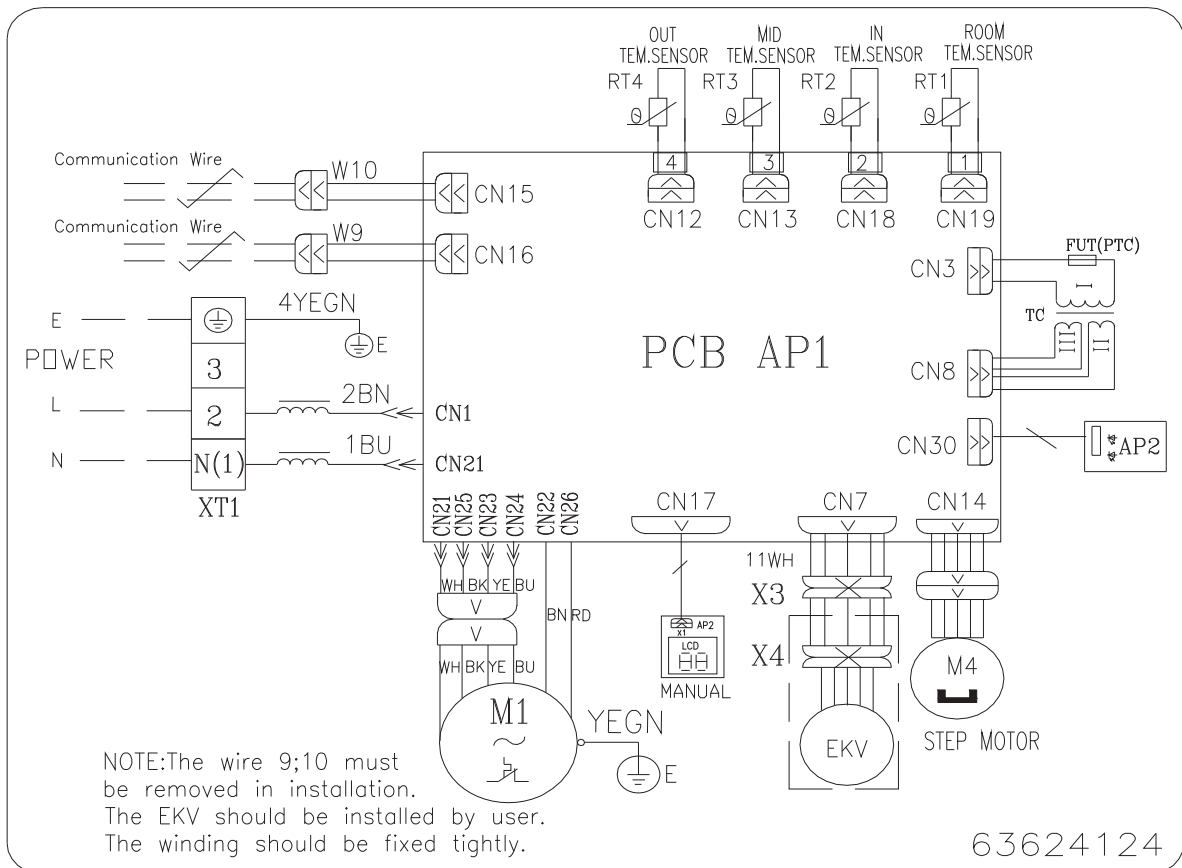 OUT
TEM.SENSOR
MID
TEM.SENSOR
IN
TEM.SENSOR
ROOM
TEM.SENSOR
RT4
RT3
RT2
RT1
θ
θ
θ
θ
4
3
2
1
CN12
CN13
CN18
CN19
Communication Wire
W10
CN15
Communication Wire
W9
CN16
E
4YEGN
E
POWER
3
L
2
2BN
CN1
N
N(1)
1BU
CN21
XT1
PCB AP1
CN3
FUT(PTC)
I
TC
III
II
CN8
CN30
AP2
CN21
CN25
CN23
CN24
CN22
CN26
WH
BK
YE
BU
BN
RD
V
V
WH
BK
YE
BU
M1
YEGN
E
CN17
AP2
X1
LCD
88
MANUAL
CN7
11WH
X3
X4
EKV
CN14
M4
STEP MOTOR
NOTE:The wire 9;10 must
be removed in installation.
The EKV should be installed by user.
The winding should be fixed tightly.
63624124